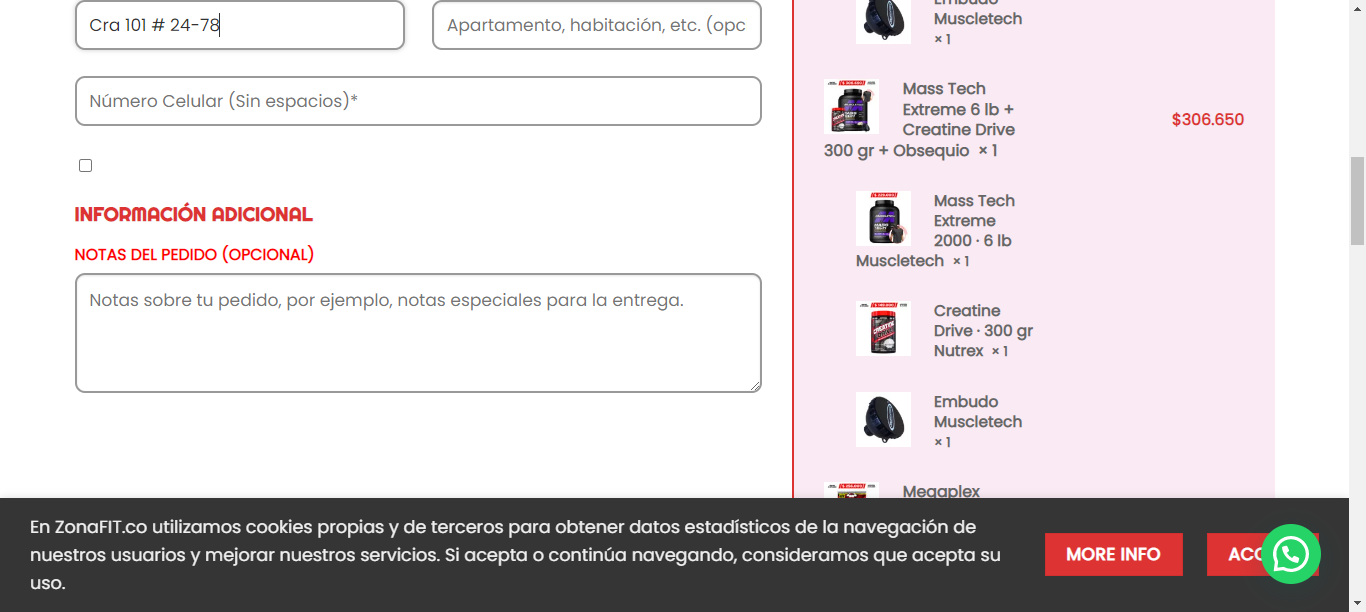 Cra 101 # 24-78
Apartamento, habitación, etc. (opc
Número Celular (Sin espacios)*
INFORMACIÓN ADICIONAL
NOTAS DEL PEDIDO (OPCIONAL)
Notas sobre tu pedido, por ejemplo, notas especiales para la entrega.
Embudo
Muscletech
× 1
Mass Tech
Extreme 6 lb +
Creatine Drive
300 gr + Obsequio × 1
$306.650
Mass Tech
Extreme
2000 · 6 lb
Muscletech × 1
Creatine
Drive · 300 gr
Nutrex × 1
Embudo
Muscletech
× 1
Megaplex
En ZonaFIT.co utilizamos cookies propias y de terceros para obtener datos estadísticos de la navegación de
nuestros usuarios y mejorar nuestros servicios. Si acepta o continúa navegando, consideramos que acepta su
uso.
MORE INFO
ACC